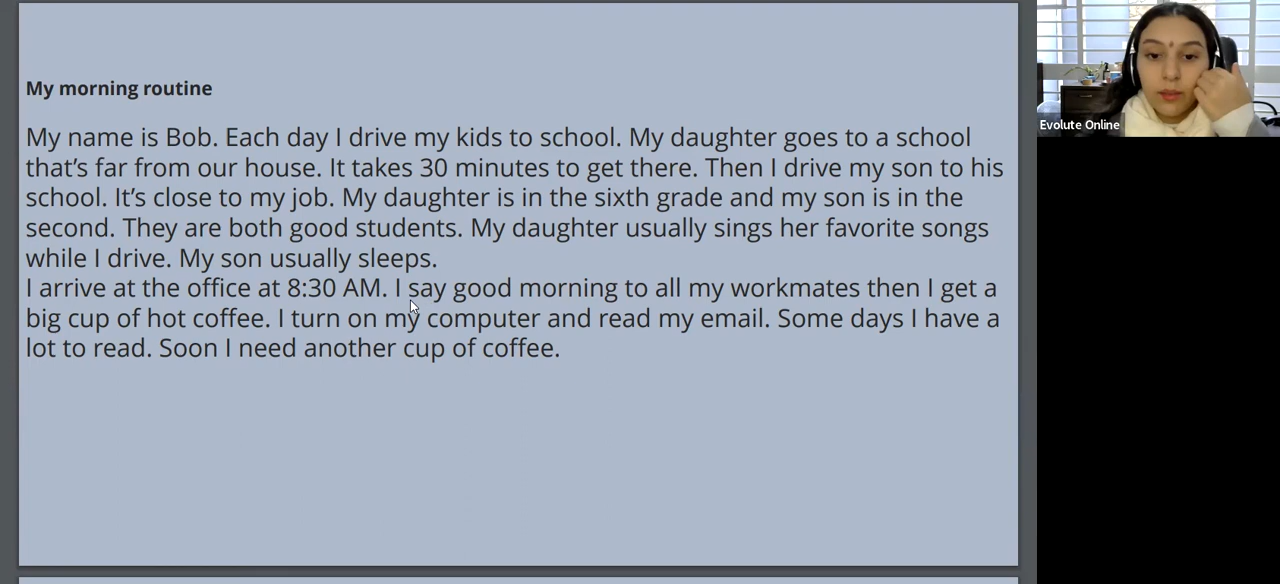 My morning routine
My name is Bob. Each day I drive my kids to school. My daughter goes to a school
that’s far from our house. It takes 30 minutes to get there. Then I drive my son to his
school. It’s close to my job. My daughter is in the sixth grade and my son is in the
second. They are both good students. My daughter usually sings her favorite songs
while I drive. My son usually sleeps.
I arrive at the office at 8:30 AM. I say good morning to all my workmates then I get a
big cup of hot coffee. I turn on my computer and read my email. Some days I have a
lot to read. Soon I need another cup of coffee.
Evolute Online